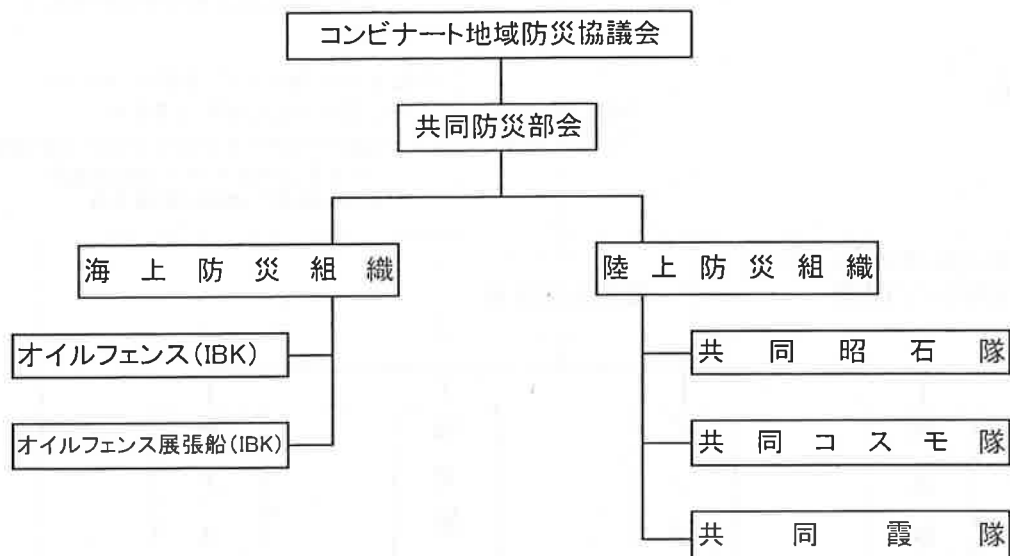 コンビナート地域防災協議会
共同防災部会
海上防災組織
陸上防災組織
オイルフェンス(IBK)
オイルフェンス展張船(IBK)
共同昭石隊
共同コスモ隊
共同霞隊